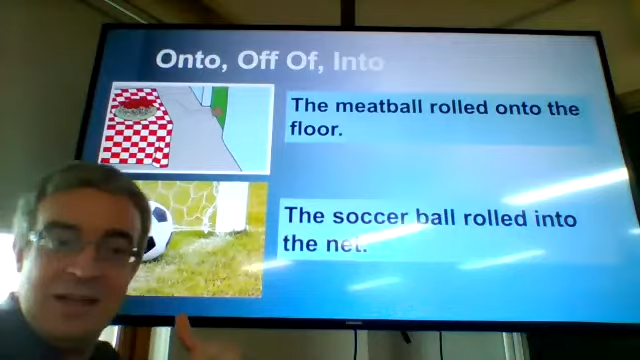 Onto, Off Of, Into
The meatball rolled onto the
floor.
The soccer ball rolled into
the net.